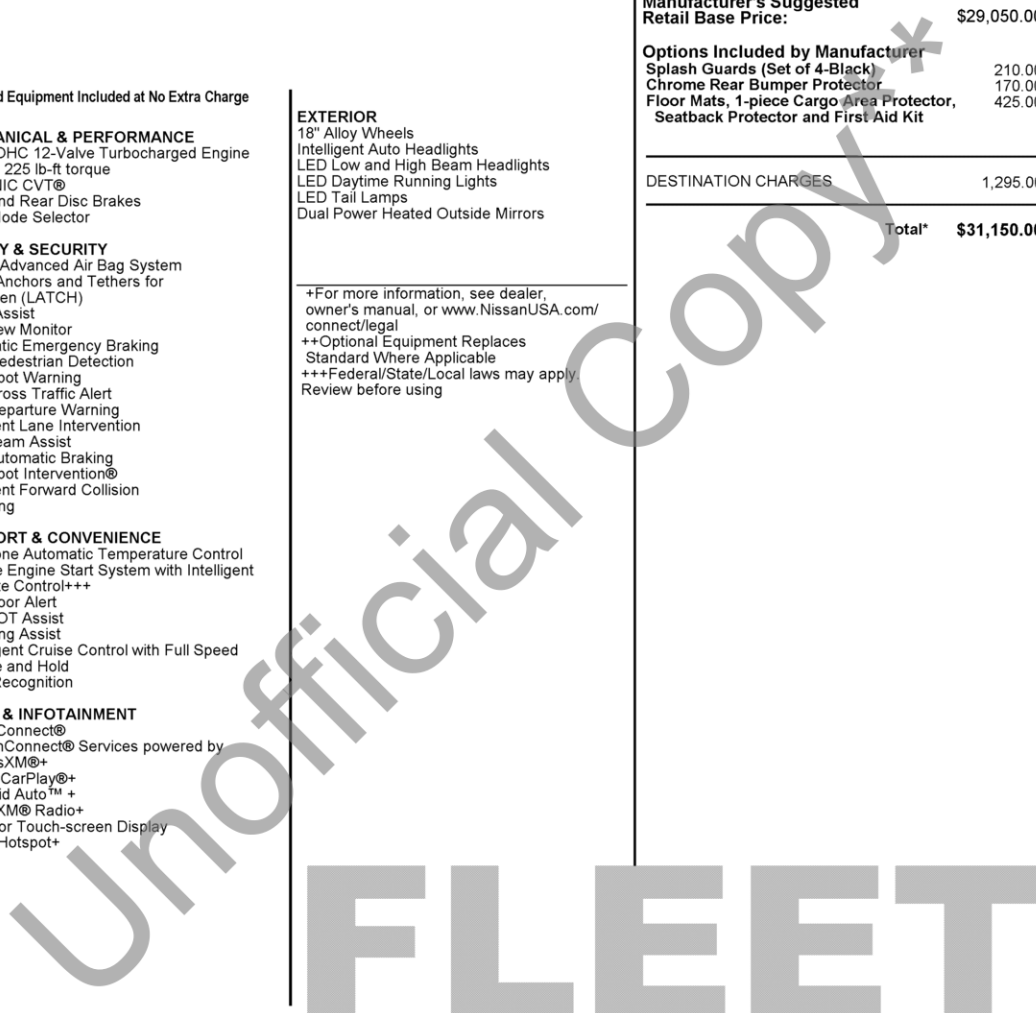 d Equipment Included at No Extra Charge
ANICAL & PERFORMANCE
OHC 12-Valve Turbocharged Engine
225 lb-ft torque
IC CVT®
nd Rear Disc Brakes
ode Selector
Y & SECURITY
Advanced Air Bag System
Anchors and Tethers for
en (LATCH)
Assist
ew Monitor
tic Emergency Braking
edestrian Detection
pot Warning
ross Traffic Alert
eparture Warning
ent Lane Intervention
eam Assist
utomatic Braking
pot Intervention®
ent Forward Collision
ng
ORT & CONVENIENCE
one Automatic Temperature Control
e Engine Start System with Intelligent
te Control+++
oor Alert
OT Assist
ng Assist
gent Cruise Control with Full Speed
e and Hold
Recognition
& INFOTAINMENT
Connect®
nConnect® Services powered by
sXM®+
CarPlay®+
id Auto™ +
XM® Radio+
or Touch-screen Display
Hotspot+
EXTERIOR
18" Alloy Wheels
Intelligent Auto Headlights
LED Low and High Beam Headlights
LED Daytime Running Lights
LED Tail Lamps
Dual Power Heated Outside Mirrors
+For more information, see dealer,
owner's manual, or www.NissanUSA.com/
connect/legal
++Optional Equipment Replaces
Standard Where Applicable
+++Federal/State/Local laws may apply.
Review before using
Manufacturer's Suggested
Retail Base Price: $29,050.00
Options Included by Manufacturer
Splash Guards (Set of 4-Black) 210.00
Chrome Rear Bumper Protector 170.00
Floor Mats, 1-piece Cargo Area Protector, 425.00
Seatback Protector and First Aid Kit
DESTINATION CHARGES 1,295.00
Total* $31,150.00
Unofficial Copy**
FLEET